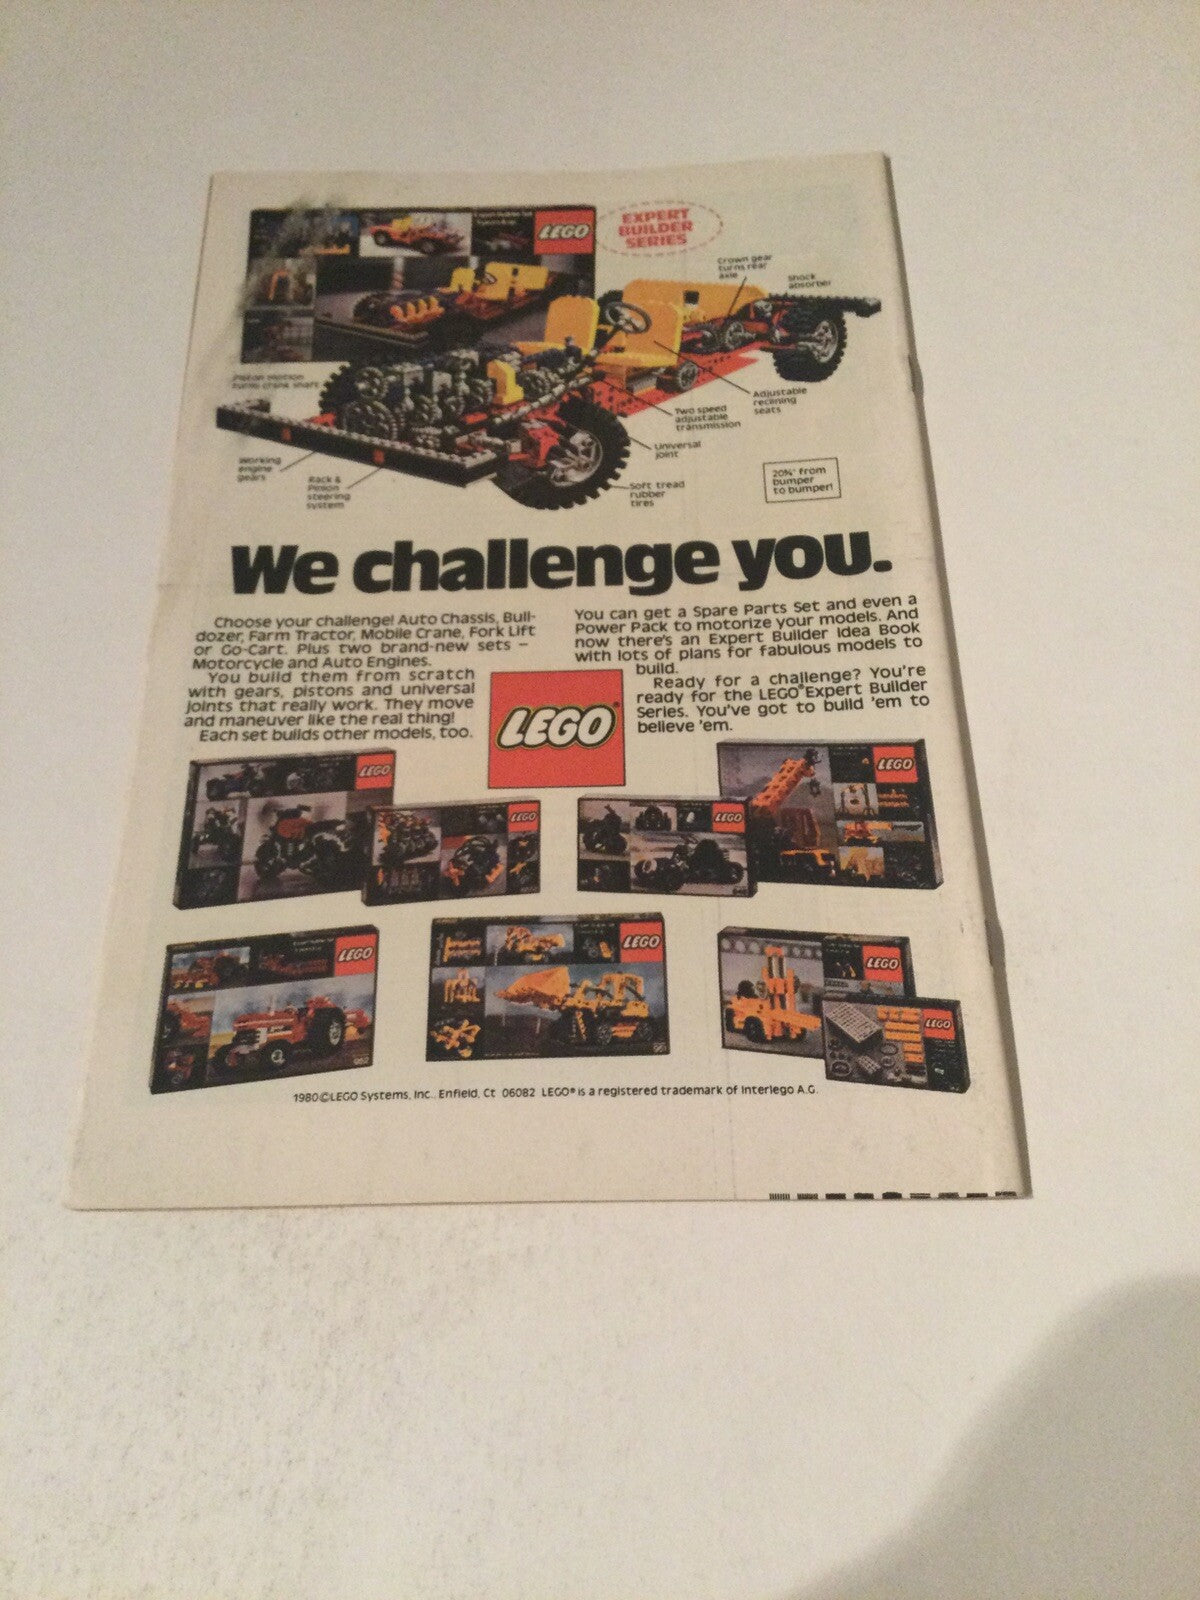 LEGO
EXPERT
BUILDER
SERIES
Crown gear
turns rear
axle
Shock
absorber
Piston motion
turns crank shaft
Adjustable
reclining
seats
Two speed
adjustable
transmission
Universal
joint
Working
engine
gears
Rack &
Pinion
steering
system
Soft tread
rubber
tires
20¾" from
bumper
to bumper!
We challenge you.
Choose your challenge! Auto Chassis, Bull-
dozer, Farm Tractor, Mobile Crane, Fork Lift
or Go-Cart. Plus two brand-new sets –
Motorcycle and Auto Engines.
You build them from scratch
with gears, pistons and universal
joints that really work. They move
and maneuver like the real thing!
Each set builds other models, too.
You can get a Spare Parts Set and even a
Power Pack to motorize your models. And
now there's an Expert Builder Idea Book
with lots of plans for fabulous models to
build.
Ready for a challenge? You're
ready for the LEGO® Expert Builder
Series. You've got to build 'em to
believe 'em.
LEGO®
LEGO
LEGO
LEGO
LEGO
LEGO
952
LEGO
951
LEGO
LEGO
1980 © LEGO Systems, Inc., Enfield, Ct 06082 LEGO® is a registered trademark of Interlego A.G.